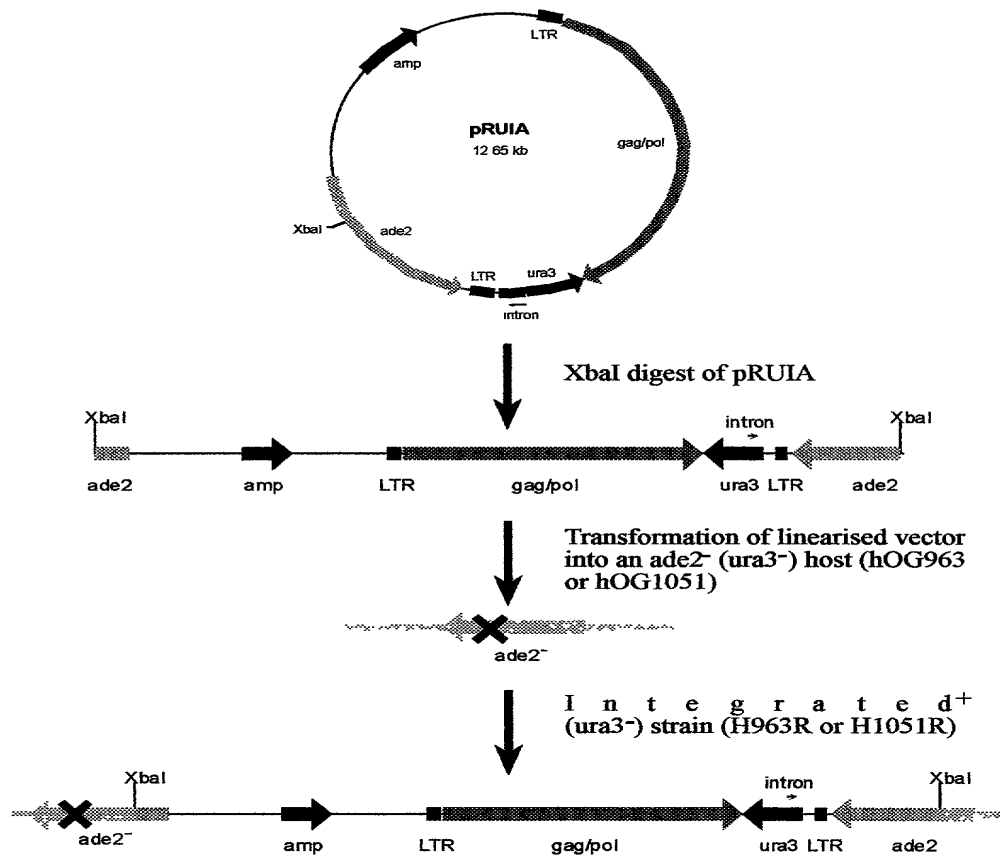 LTR
amp
pRUIA
12 65 kb
gag/pol
XbaI
ade2
LTR
ura3
intron
XbaI digest of pRUIA
XbaI
intron
XbaI
ade2
amp
LTR
gag/pol
ura3 LTR
ade2
Transformation of linearised vector
into an ade2⁻ (ura3⁻) host (hOG963
or hOG1051)
ade2⁻
I n t e g r a t e d⁺
(ura3⁻) strain (H963R or H1051R)
XbaI
intron
XbaI
ade2⁻
amp
LTR
gag/pol
ura3 LTR
ade2